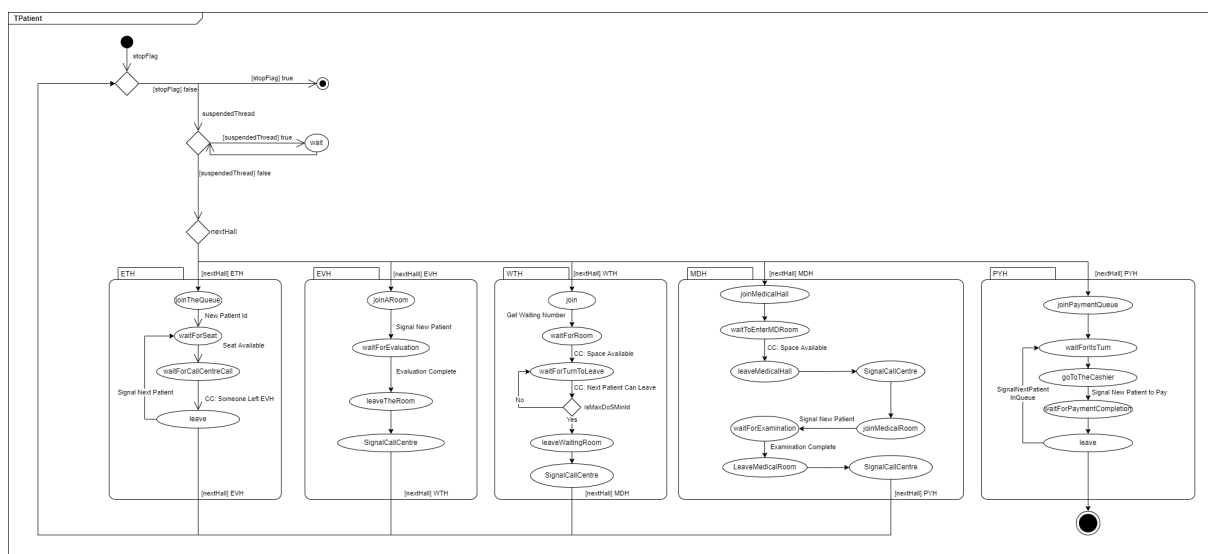 TPatient
stopFlag
[stopFlag] true
[stopFlag] false
suspendedThread
[suspendedThread] true
wait
[suspendedThread] false
nextHall
ETH
[nextHall] ETH
joinTheQueue
New Patient Id
waitForSeat
Seat Available
waitForCallCentreCall
Signal Next Patient
CC: Someone Left EVH
leave
[nextHall] EVH
EVH
[nextHall] EVH
joinARoom
Signal New Patient
waitForEvaluation
Evaluation Complete
leaveTheRoom
SignalCallCentre
[nextHall] WTH
WTH
[nextHall] WTH
join
Get Waiting Number
waitForRoom
CC: Space Available
waitForTurnToLeave
CC: Next Patient Can Leave
No
isMaxDoSMinId
Yes
leaveWaitingRoom
SignalCallCentre
[nextHall] MDH
MDH
[nextHall] MDH
joinMedicalHall
waitToEnterMDRoom
CC: Space Available
leaveMedicalHall
SignalCallCentre
Signal New Patient
waitForExamination
joinMedicalRoom
Examination Complete
LeaveMedicalRoom
SignalCallCentre
[nextHall] PYH
PYH
[nextHall] PYH
joinPaymentQueue
waitForItsTurn
goToTheCashier
SignalNextPatient
InQueue
Signal New Patient to Pay
waitForPaymentCompletion
leave